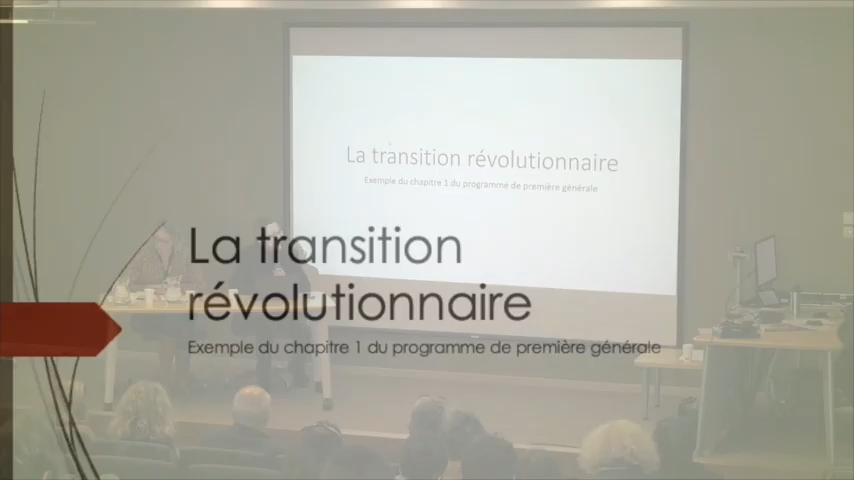 La transition révolutionnaire
Exemple du chapitre 1 du programme de première générale
La transition
révolutionnaire
Exemple du chapitre 1 du programme de première générale